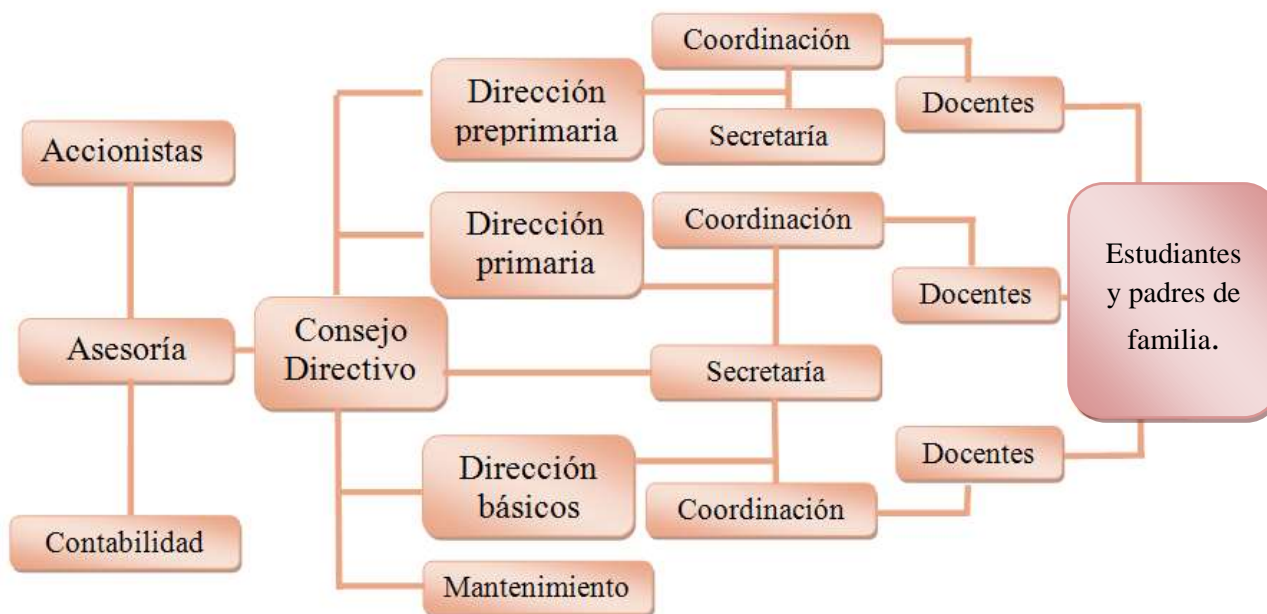 Accionistas
Asesoría
Contabilidad
Consejo
Directivo
Dirección
preprimaria
Dirección
primaria
Dirección
básicos
Mantenimiento
Coordinación
Secretaría
Coordinación
Secretaría
Coordinación
Docentes
Docentes
Docentes
Estudiantes
y padres de
familia.